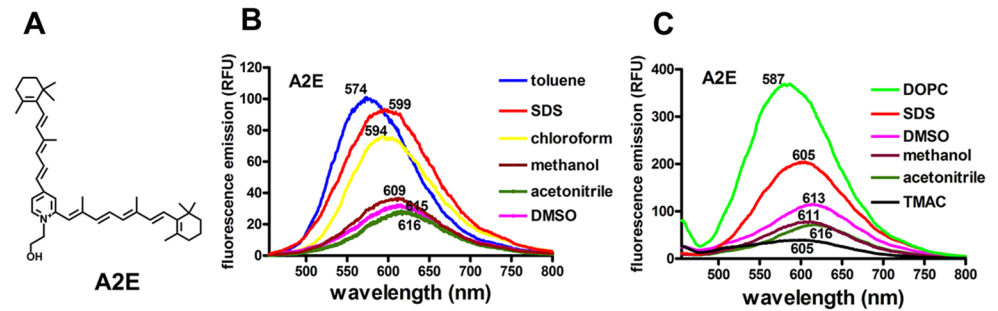 A
N+
OH
A2E
B
A2E
fluorescence emission (RFU)
120
100
80
60
40
20
0
574
599
594
609
615
616
toluene
SDS
chloroform
methanol
acetonitrile
DMSO
500 550 600 650 700 750 800
wavelength (nm)
C
A2E
fluorescence emission (RFU)
400
300
200
100
0
587
605
613
611
616
605
DOPC
SDS
DMSO
methanol
acetonitrile
TMAC
500 550 600 650 700 750 800
wavelength (nm)